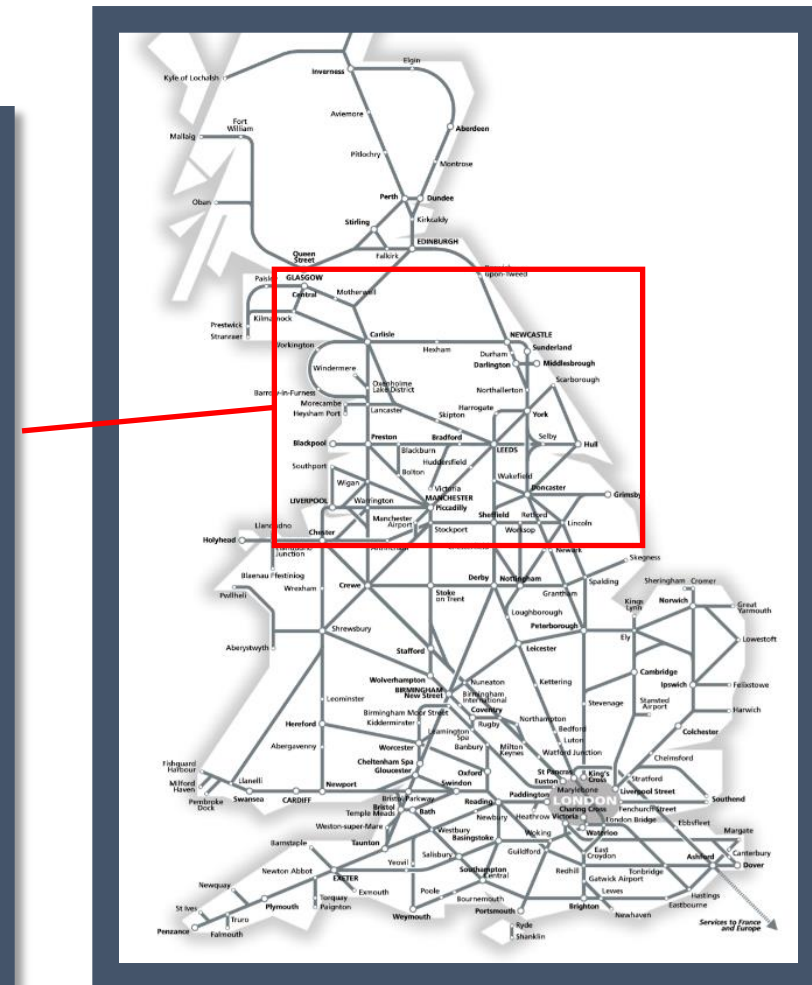 Elgin
Kyle of Lochalsh
Inverness
Aviemore
Fort
William
Mallaig
Aberdeen
Pitlochry
Montrose
Oban
Perth
Dundee
Stirling
Kirkcaldy
EDINBURGH
Queen
Street
Falkirk
upon-Tweed
GLASGOW
Central
Motherwell
Prestwick
Stranraer
Kilmarnock
Carlisle
NEWCASTLE
Sunderland
Workington
Hexham
Durham
Darlington
Middlesbrough
Windermere
Oxenholme
Lake District
Northallerton
Scarborough
Barrow-in-Furness
Morecambe
Heysham Port
Lancaster
Harrogate
York
Skipton
Blackpool
Preston
Bradford
Selby
Hull
Blackburn
LEEDS
Southport
Bolton
Huddersfield
Wakefield
Wigan
Victoria
Doncaster
LIVERPOOL
Warrington
MANCHESTER
Piccadilly
Grimsby
Manchester
Airport
Stockport
Sheffield
Retford
Worksop
Lincoln
Llandudno
Chester
Holyhead
Junction
Newark
Skegness
Blaenau Ffestiniog
Pwllheli
Wrexham
Crewe
Stoke
on Trent
Derby
Nottingham
Grantham
Spalding
Sheringham
Cromer
Kings
Lynn
Norwich
Great
Yarmouth
Loughborough
Peterborough
Ely
Lowestoft
Aberystwyth
Shrewsbury
Stafford
Leicester
Wolverhampton
BIRMINGHAM
New Street
Nuneaton
Birmingham
International
Kettering
Cambridge
Ipswich
Felixstowe
Leominster
Birmingham Moor Street
Kidderminster
Coventry
Rugby
Northampton
Stevenage
Stansted
Airport
Harwich
Hereford
Leamington
Spa
Bedford
Colchester
Abergavenny
Worcester
Banbury
Milton
Keynes
Luton
Watford Junction
Chelmsford
Fishguard
Harbour
Cheltenham Spa
Gloucester
Oxford
St Pancras
Euston
King's
Cross
Stratford
Milford
Haven
Llanelli
Newport
Swindon
Paddington
Marylebone
Liverpool Street
Pembroke
Dock
Swansea
CARDIFF
Bristol Parkway
Reading
LONDON
Fenchurch Street
Southend
Bristol
Temple Meads
Bath
Newbury
Heathrow
Charing Cross
Victoria
London Bridge
Ebbsfleet
Weston-super-Mare
Westbury
Basingstoke
Woking
Waterloo
Margate
Barnstaple
Taunton
Salisbury
Guildford
East
Croydon
Canterbury
Newton Abbot
Yeovil
Southampton
Central
Redhill
Gatwick Airport
Tonbridge
Ashford
Dover
Newquay
EXETER
Exmouth
Poole
Bournemouth
Lewes
Hastings
Eastbourne
St Ives
Plymouth
Torquay
Paignton
Weymouth
Portsmouth
Brighton
Newhaven
Truro
Penzance
Falmouth
Ryde
Shanklin
Services to France
and Europe